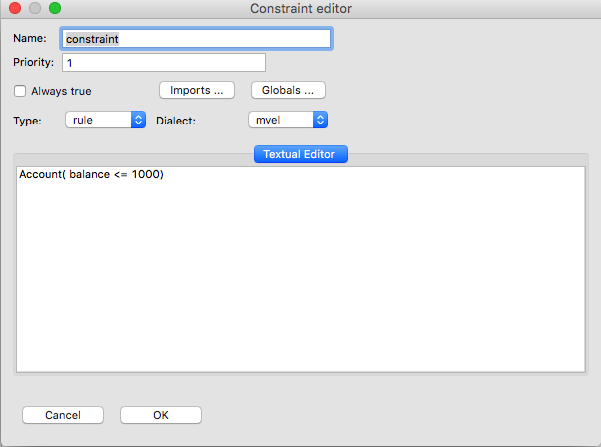 Constraint editor
Name: constraint
Priority: 1
Always true Imports ... Globals ...
Type: rule Dialect: mvel
Textual Editor
Account( balance <= 1000)
Cancel OK